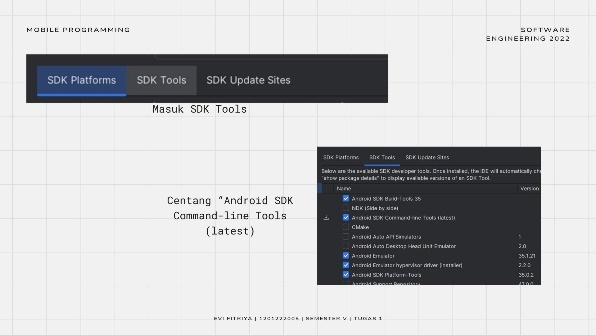 MOBILE PROGRAMMING
SOFTWARE
ENGINEERING 2022
SDK Platforms SDK Tools SDK Update Sites
Masuk SDK Tools
Centang “Android SDK
Command-line Tools
(latest)
SDK Platforms SDK Tools SDK Update Sites
Below are the available SDK developer tools. Once installed, the IDE will automatically che
"show package details" to display available versions of an SDK Tool.
Name Version
Android SDK Build-Tools 35
NDK (Side by side)
Android SDK Command-line Tools (latest)
CMake
Android Auto API Simulators 1
Android Auto Desktop Head Unit Emulator 2.0
Android Emulator 35.1.21
Android Emulator hypervisor driver (installer) 2.2.0
Android SDK Platform-Tools 35.0.2
Android Support Repository 47.0.0
EVI FITRIYA | 1201222005 | SEMESTER V | TUGAS 1